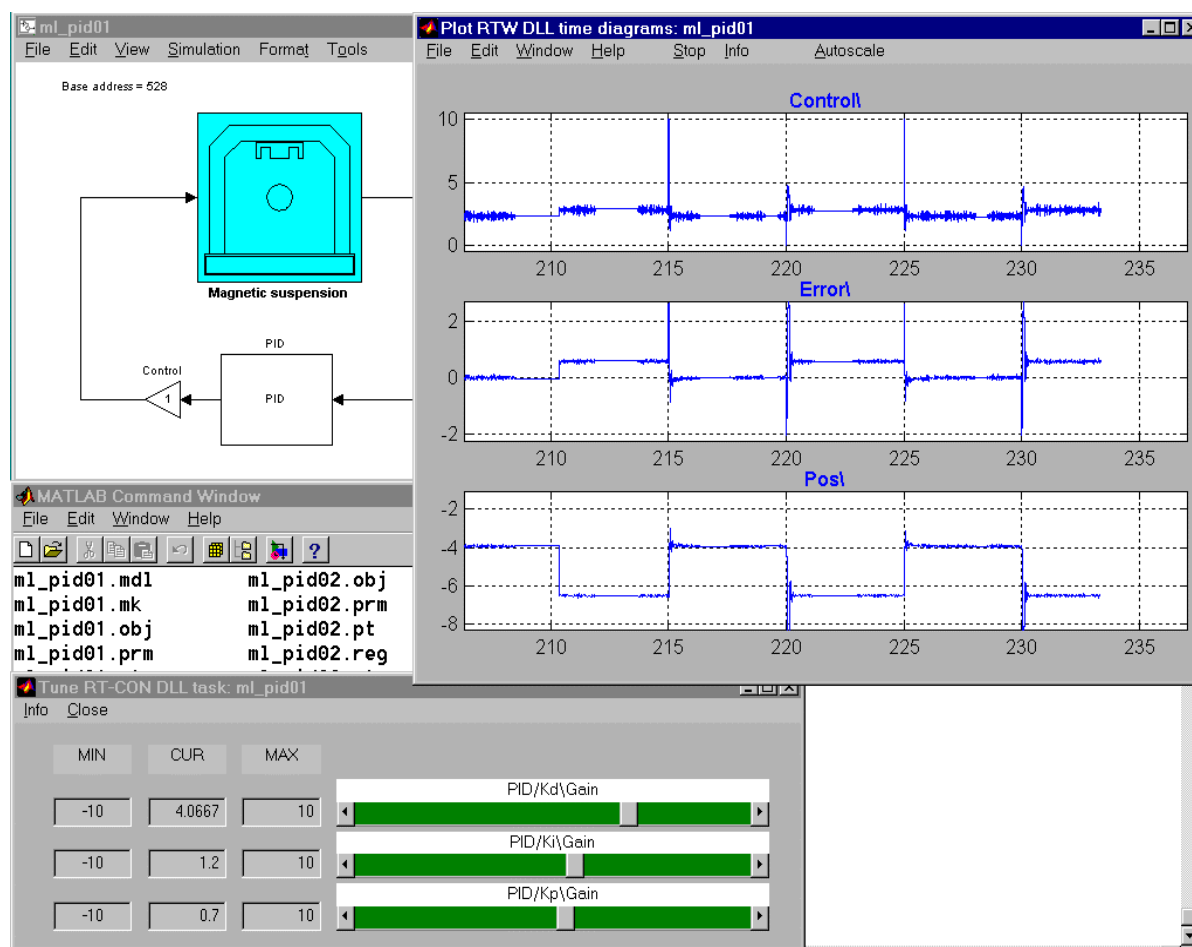 ml_pid01
File Edit View Simulation Format Tools
Base address = 528
Magnetic suspension
PID
Control
1
PID
Plot RTW DLL time diagrams: ml_pid01
File Edit Window Help Stop Info Autoscale
Control\
10
5
0
210 215 220 225 230 235
Error\
2
0
-2
210 215 220 225 230 235
Pos\
-2
-4
-6
-8
210 215 220 225 230 235
MATLAB Command Window
File Edit Window Help
ml_pid01.mdl ml_pid02.obj
ml_pid01.mk ml_pid02.prm
ml_pid01.obj ml_pid02.pt
ml_pid01.prm ml_pid02.reg
Tune RT-CON DLL task: ml_pid01
Info Close
MIN CUR MAX
PID/Kd\Gain
-10 4.0667 10
PID/Ki\Gain
-10 1.2 10
PID/Kp\Gain
-10 0.7 10